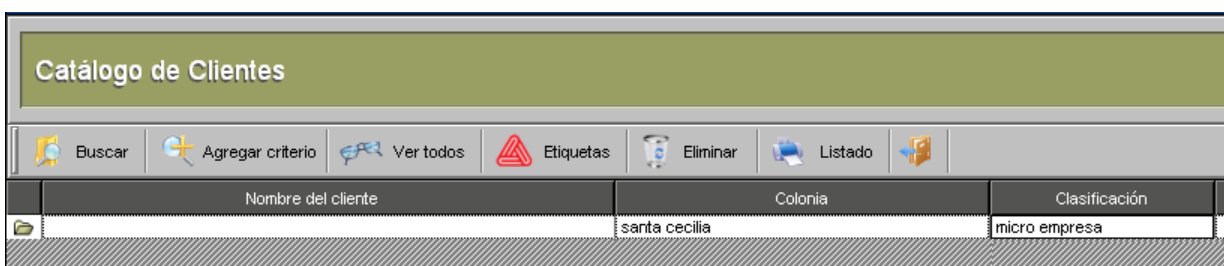 Catálogo de Clientes
Buscar Agregar criterio Ver todos Etiquetas Eliminar Listado
Nombre del cliente Colonia Clasificación
santa cecilia micro empresa